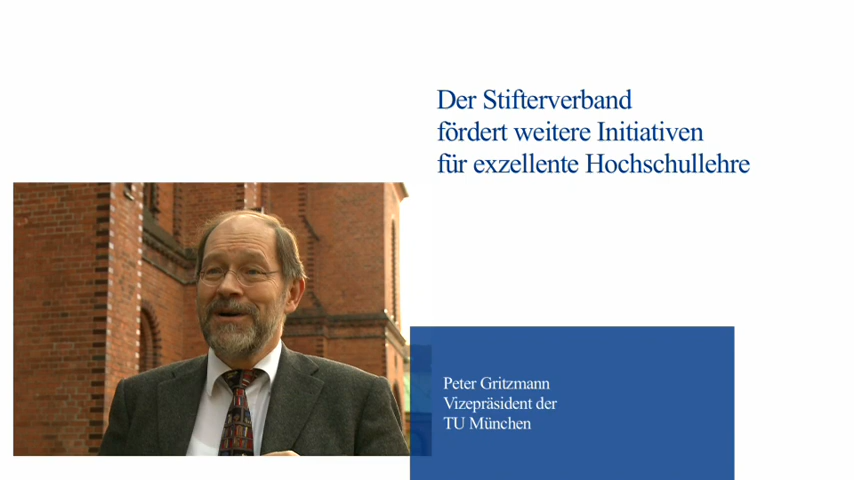 Der Stifterverband
fördert weitere Initiativen
für exzellente Hochschullehre
Peter Gritzmann
Vizepräsident der
TU München